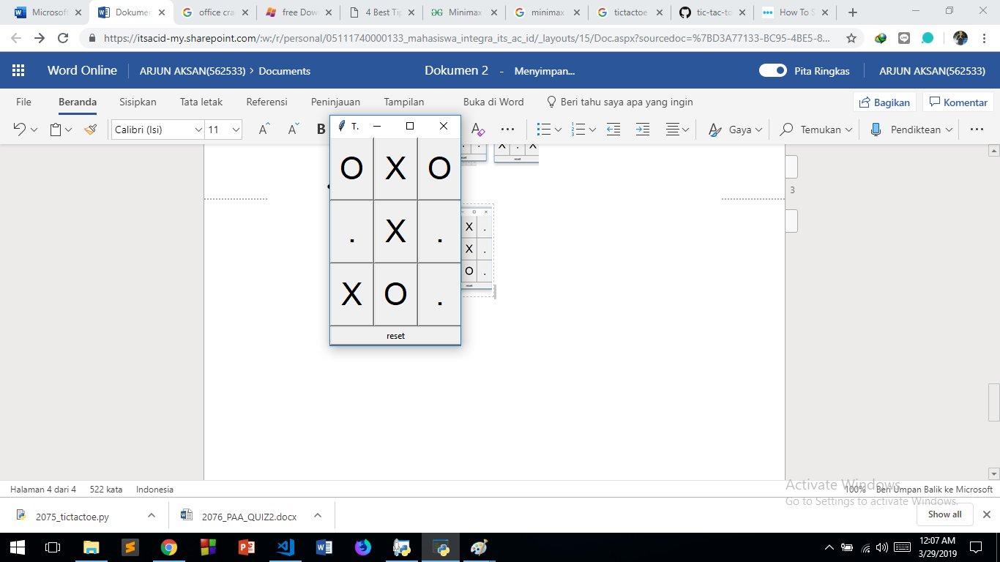 Microsoft
Dokumen
office cra
free Dow
4 Best Tip
Minimax
minimax
tictactoe
tic-tac-to
How To S
https://itsacid-my.sharepoint.com/:w:/r/personal/05111740000133_mahasiswa_integra_its_ac_id/_layouts/15/Doc.aspx?sourcedoc=%7BD3A77133-BC95-4BE5-8...
Word Online ARJUN AKSAN(562533) > Documents Dokumen 2 - Menyimpan... Pita Ringkas ARJUN AKSAN(562533)
File Beranda Sisipkan Tata letak Referensi Peninjauan Tampilan Buka di Word Beri tahu saya apa yang ingin Bagikan Komentar
Calibri (Isi) 11 A A B A Gaya Temukan Pendiktean
T.
O X O
. X .
X O .
reset
. . X . X
reset reset
3
X .
X .
O .
reset
Halaman 4 dari 4 522 kata Indonesia 100% Beri Umpan Balik ke Microsoft
Activate Windows
Go to Settings to activate Windows.
2075_tictactoe.py 2076_PAA_QUIZ2.docx Show all
12:07 AM
3/29/2019